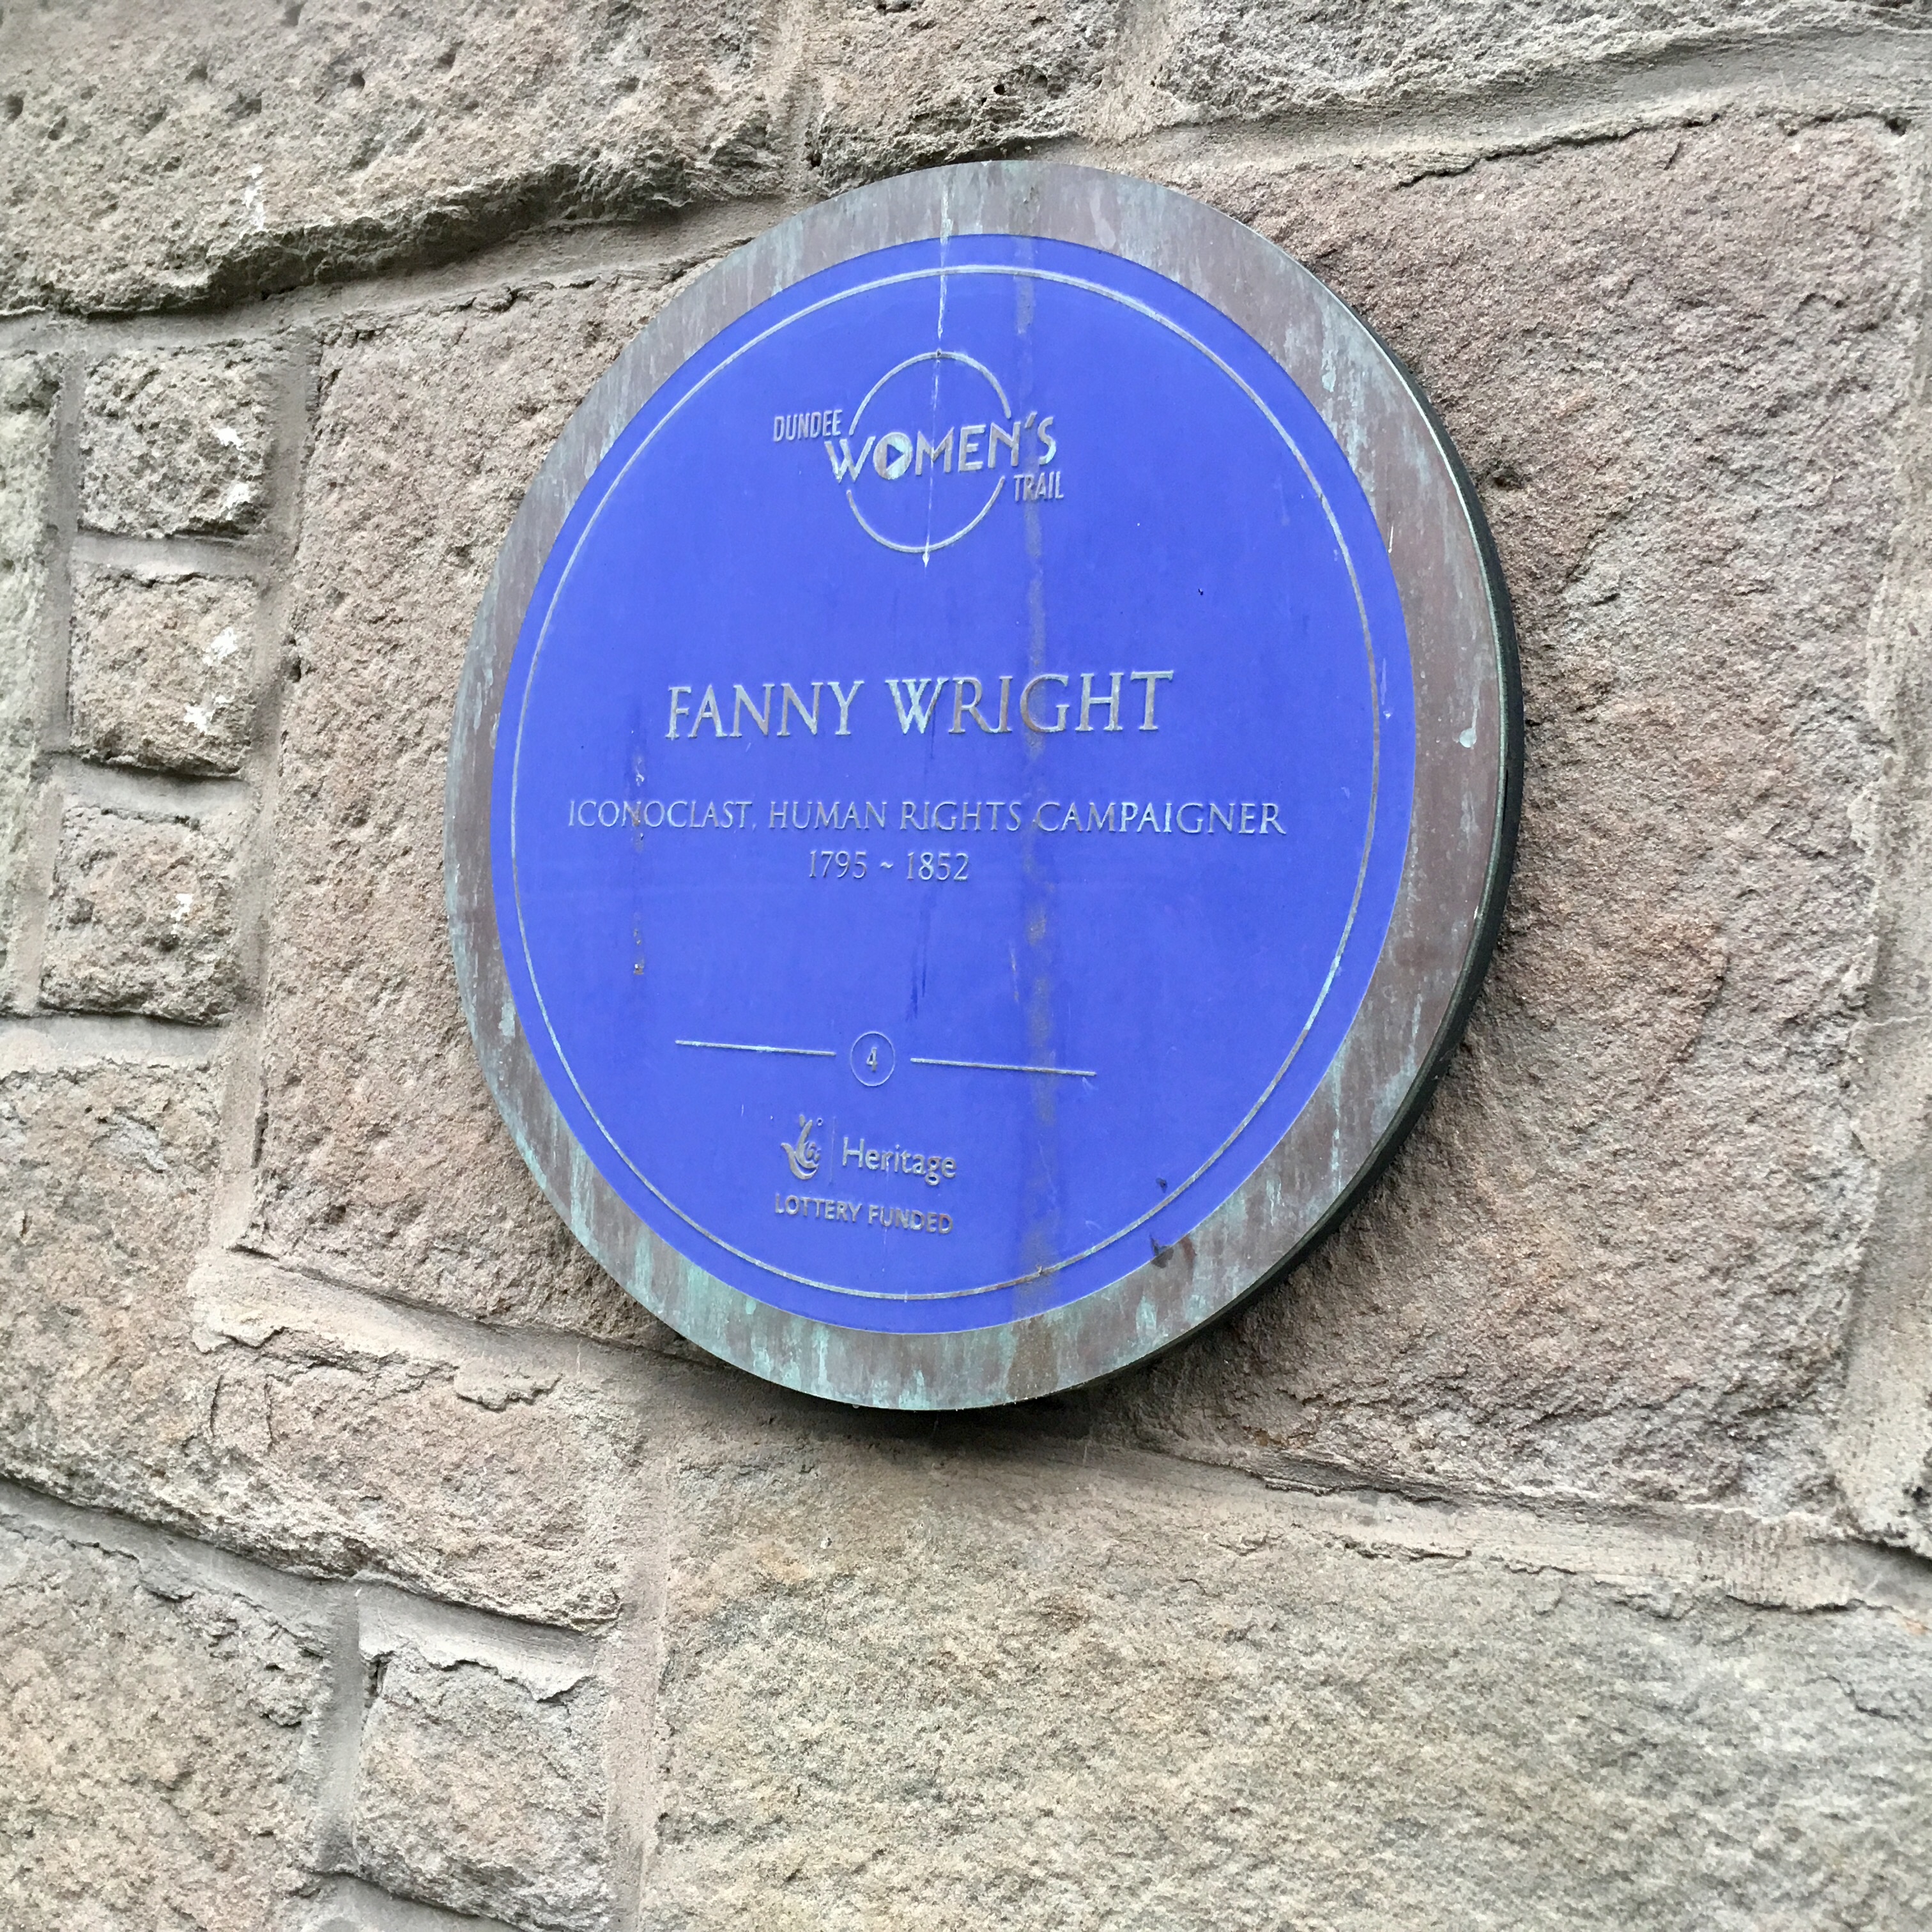 DUNDEE
WOMEN'S
TRAIL
FANNY WRIGHT
ICONOCLAST, HUMAN RIGHTS CAMPAIGNER
1795 ~ 1852
4
Heritage
LOTTERY FUNDED